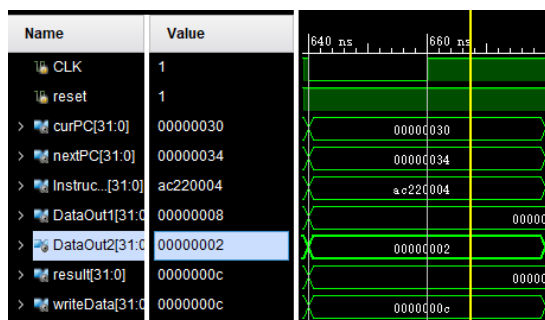 Name Value 640 ns 660 ns
CLK 1
reset 1
curPC[31:0] 00000030 00000030
nextPC[31:0] 00000034 00000034
Instruc...[31:0] ac220004 ac220004
DataOut1[31:0 00000008 00000
DataOut2[31:0 00000002 00000002
result[31:0] 0000000c 00000
writeData[31:0 0000000c 0000000c